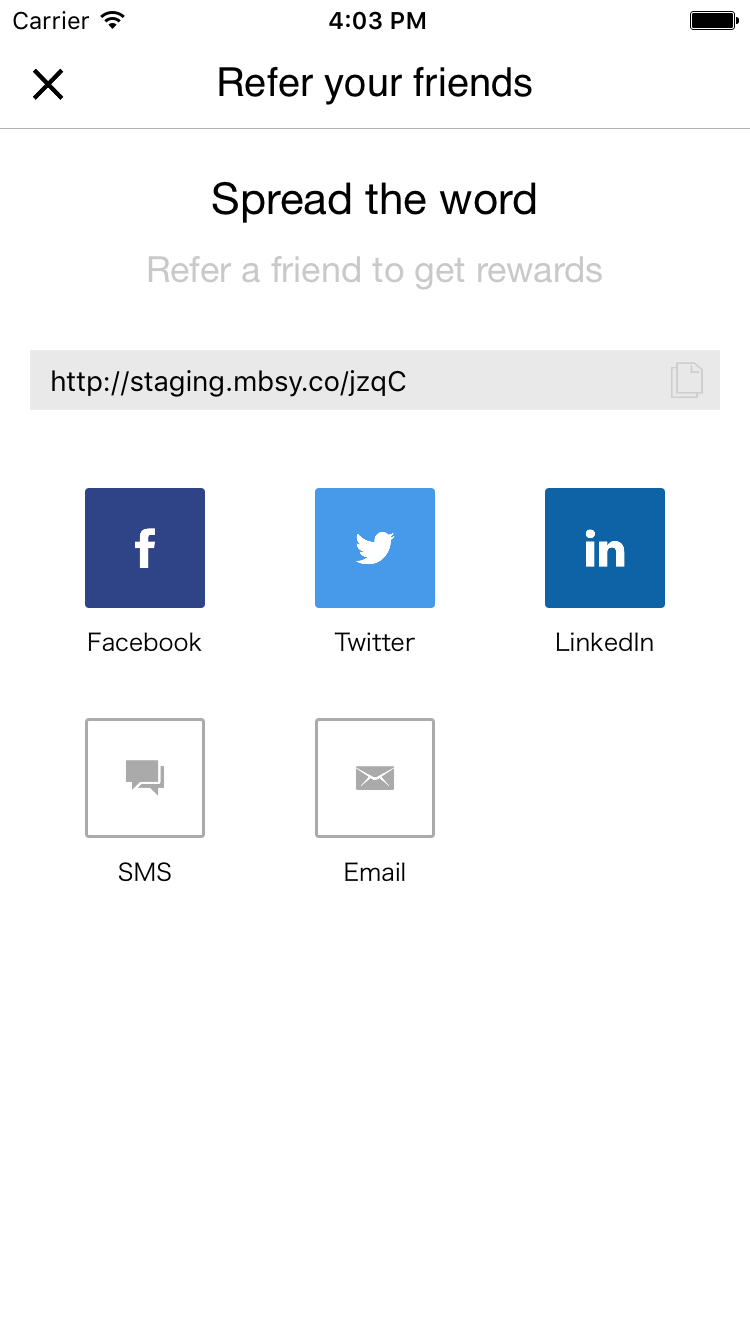 Carrier 4:03 PM
Refer your friends
Spread the word
Refer a friend to get rewards
http://staging.mbsy.co/jzqC
f in
Facebook Twitter LinkedIn
SMS Email